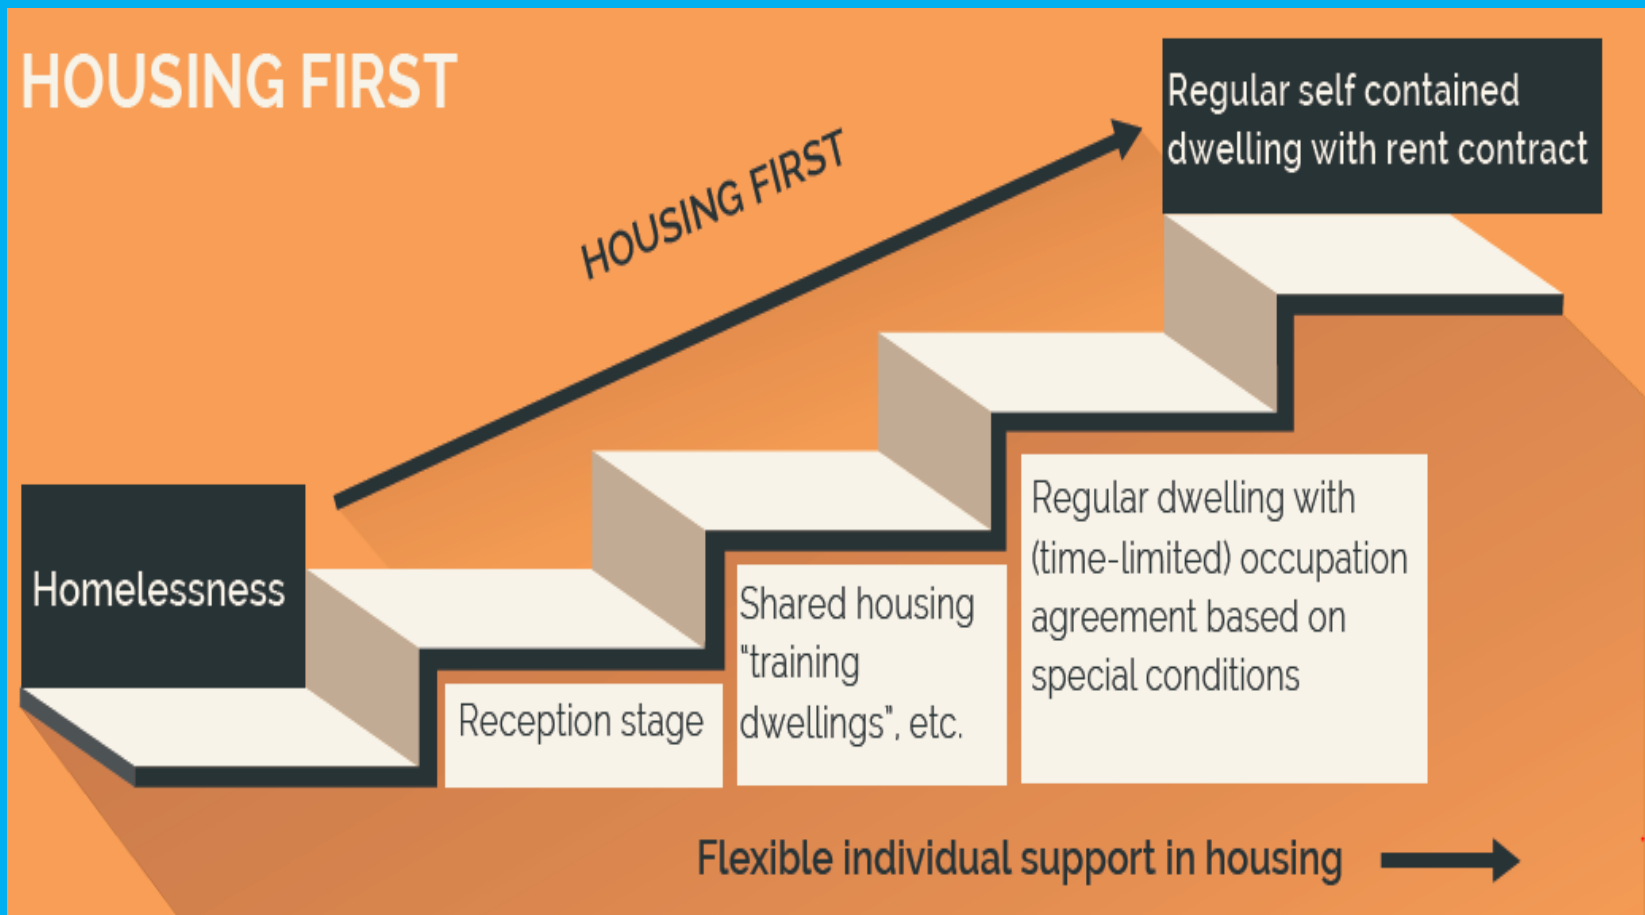 HOUSING FIRST
Regular self contained
dwelling with rent contract
HOUSING FIRST
Homelessness
Reception stage
Shared housing
"training
dwellings", etc.
Regular dwelling with
(time-limited) occupation
agreement based on
special conditions
Flexible individual support in housing